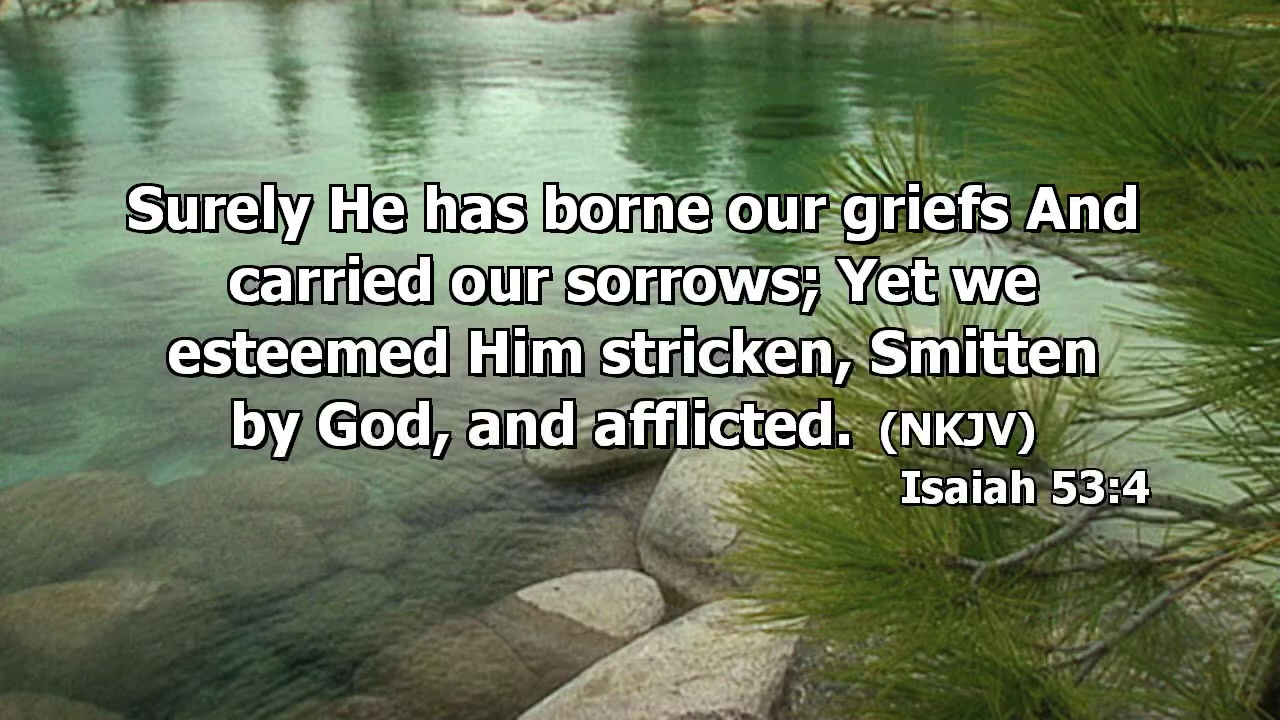 Surely He has borne our griefs And
carried our sorrows; Yet we
esteemed Him stricken, Smitten
by God, and afflicted. (NKJV)
Isaiah 53:4